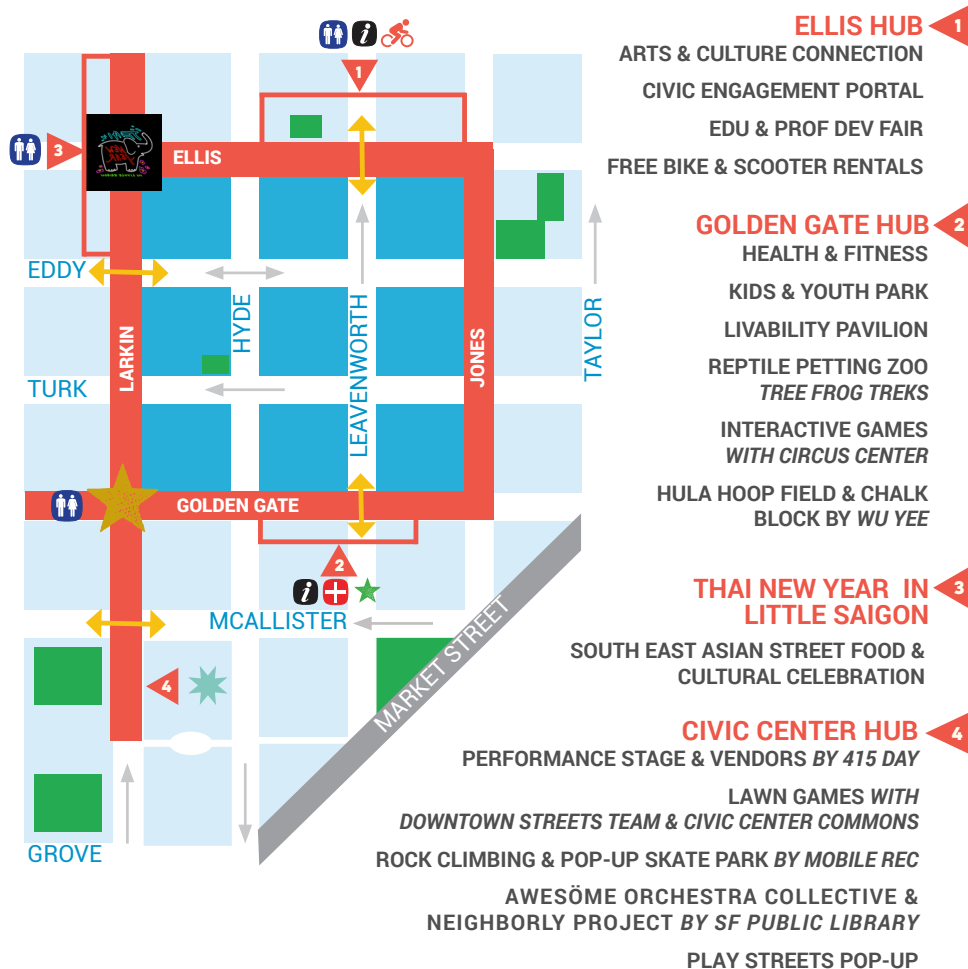 1
ELLIS
3
EDDY
HYDE
LEAVENWORTH
TAYLOR
LARKIN
JONES
TURK
GOLDEN GATE
2
MCALLISTER
MARKET STREET
4
GROVE
ELLIS HUB
1
ARTS & CULTURE CONNECTION
CIVIC ENGAGEMENT PORTAL
EDU & PROF DEV FAIR
FREE BIKE & SCOOTER RENTALS
GOLDEN GATE HUB
2
HEALTH & FITNESS
KIDS & YOUTH PARK
LIVABILITY PAVILION
REPTILE PETTING ZOO
TREE FROG TREKS
INTERACTIVE GAMES
WITH CIRCUS CENTER
HULA HOOP FIELD & CHALK
BLOCK BY WU YEE
THAI NEW YEAR IN
3
LITTLE SAIGON
SOUTH EAST ASIAN STREET FOOD &
CULTURAL CELEBRATION
CIVIC CENTER HUB
4
PERFORMANCE STAGE & VENDORS BY 415 DAY
LAWN GAMES WITH
DOWNTOWN STREETS TEAM & CIVIC CENTER COMMONS
ROCK CLIMBING & POP-UP SKATE PARK BY MOBILE REC
AWESÖME ORCHESTRA COLLECTIVE &
NEIGHBORLY PROJECT BY SF PUBLIC LIBRARY
PLAY STREETS POP-UP